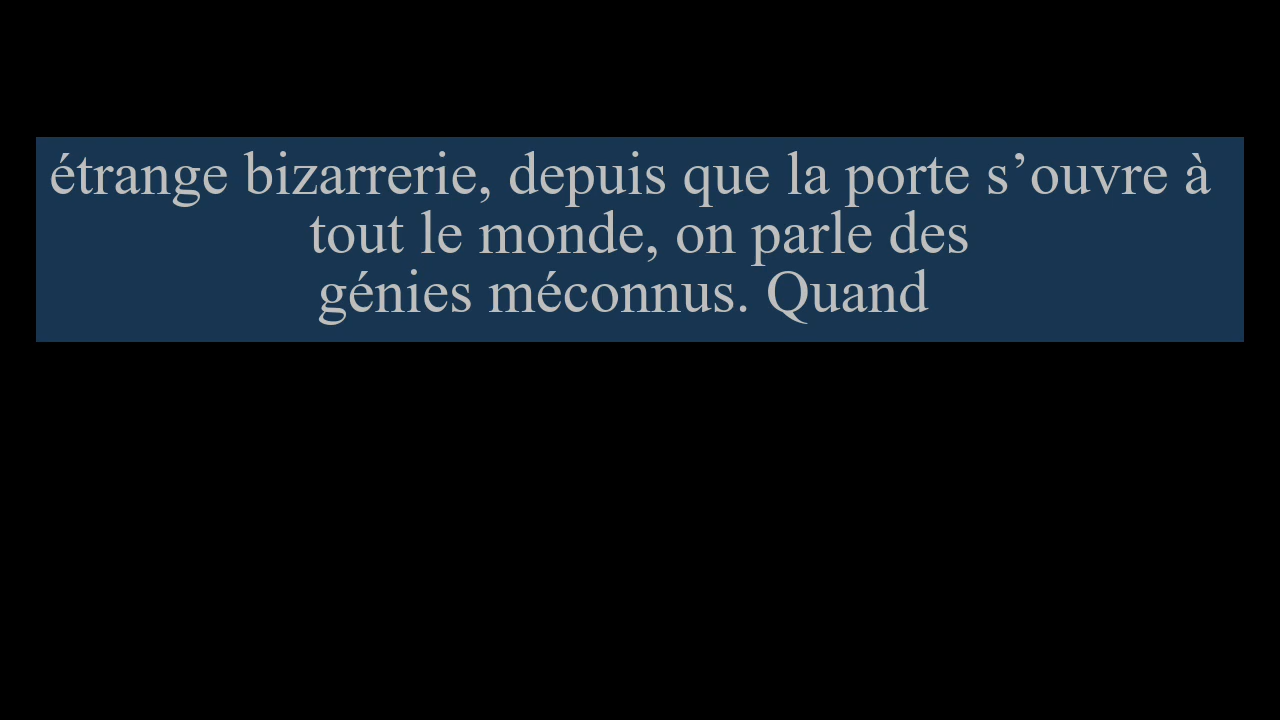 étrange bizarrerie, depuis que la porte s’ouvre à
tout le monde, on parle des
génies méconnus. Quand